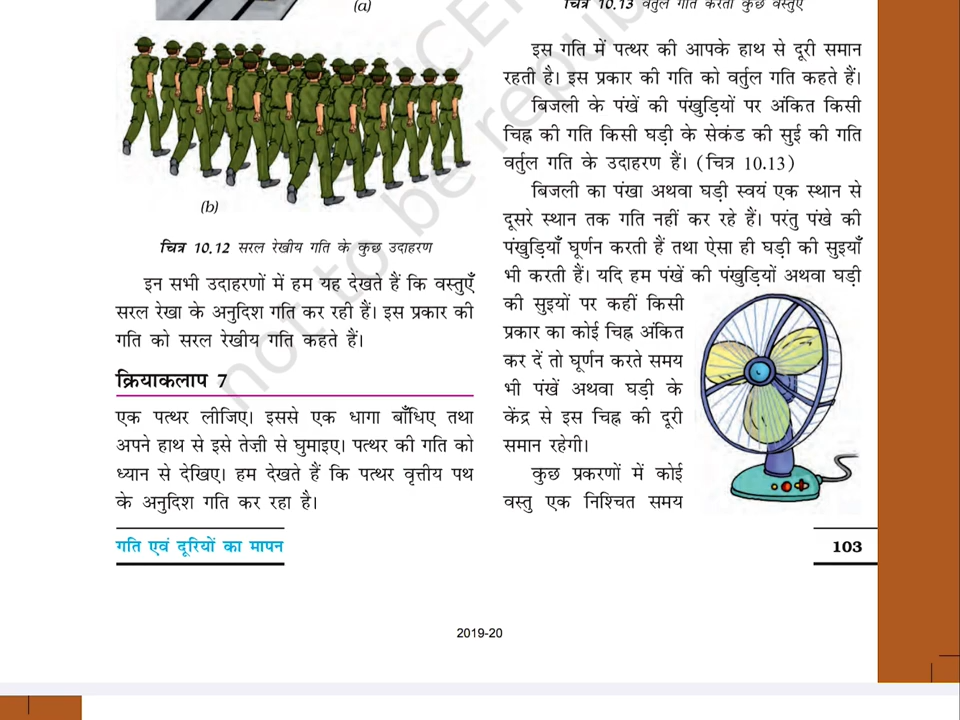 (a)
(b)
चित्र 10.12 सरल रेखीय गति के कुछ उदाहरण
इन सभी उदाहरणों में हम यह देखते हैं कि वस्तुएँ
सरल रेखा के अनुदिश गति कर रही हैं। इस प्रकार की
गति को सरल रेखीय गति कहते हैं।
क्रियाकलाप 7
एक पत्थर लीजिए। इससे एक धागा बाँधिए तथा
अपने हाथ से इसे तेज़ी से घुमाइए। पत्थर की गति को
ध्यान से देखिए। हम देखते हैं कि पत्थर वृत्तीय पथ
के अनुदिश गति कर रहा है।
चित्र 10.13 वर्तुल गति करती कुछ वस्तुएँ
इस गति में पत्थर की आपके हाथ से दूरी समान
रहती है। इस प्रकार की गति को वर्तुल गति कहते हैं।
बिजली के पंखें की पंखुड़ियों पर अंकित किसी
चिह्न की गति किसी घड़ी के सेकंड की सुई की गति
वर्तुल गति के उदाहरण हैं। (चित्र 10.13)
बिजली का पंखा अथवा घड़ी स्वयं एक स्थान से
दूसरे स्थान तक गति नहीं कर रहे हैं। परंतु पंखे की
पंखुड़ियाँ घूर्णन करती हैं तथा ऐसा ही घड़ी की सुइयाँ
भी करती हैं। यदि हम पंखें की पंखुड़ियों अथवा घड़ी
की सुइयों पर कहीं किसी
प्रकार का कोई चिह्न अंकित
कर दें तो घूर्णन करते समय
भी पंखें अथवा घड़ी के
केंद्र से इस चिह्न की दूरी
समान रहेगी।
कुछ प्रकरणों में कोई
वस्तु एक निश्चित समय
गति एवं दूरियों का मापन
103
2019-20
not to be republ